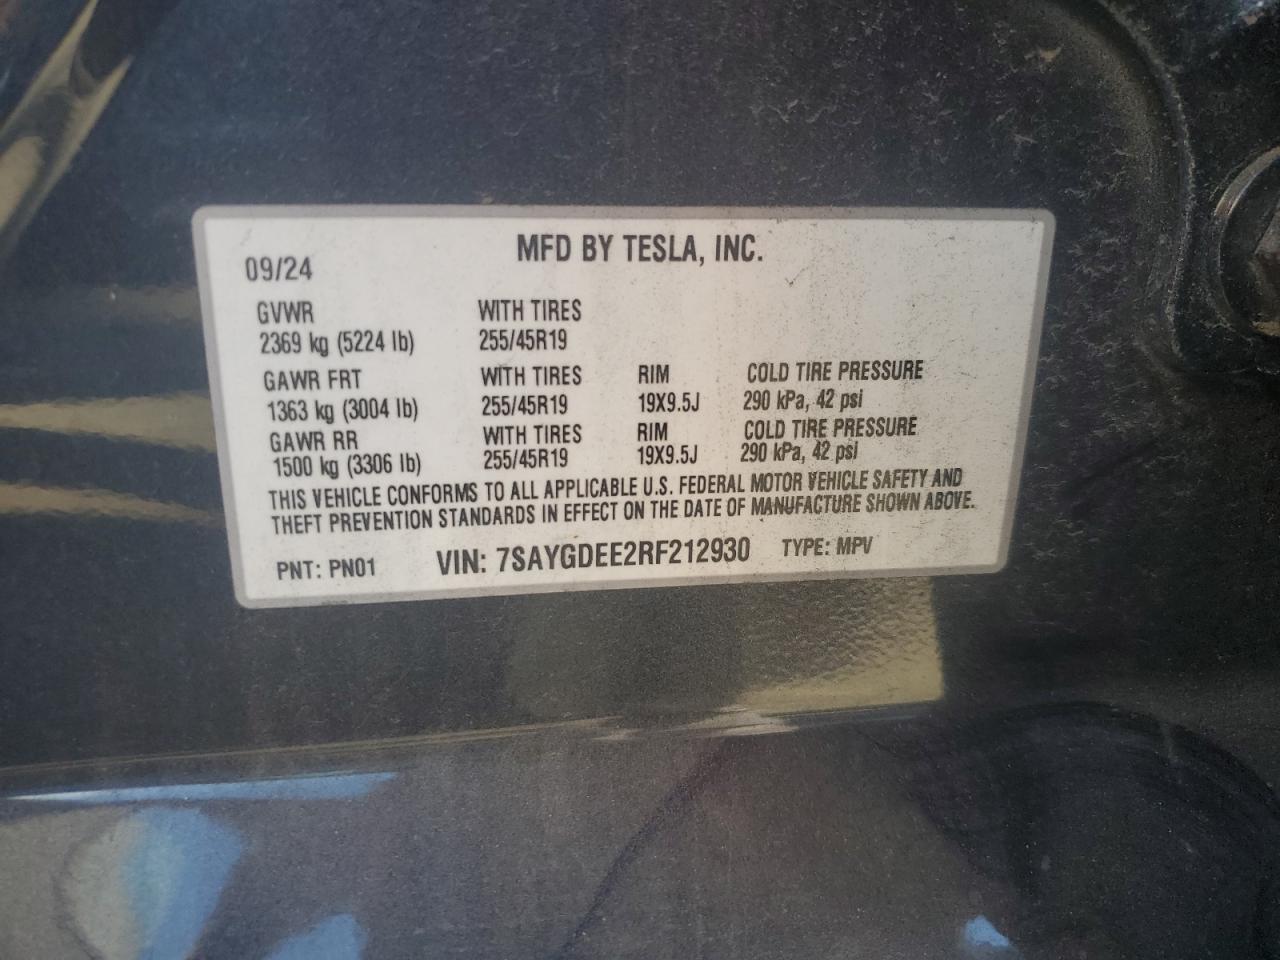 MFD BY TESLA, INC.
09/24
GVWR WITH TIRES
2369 kg (5224 lb) 255/45R19
GAWR FRT WITH TIRES RIM COLD TIRE PRESSURE
1363 kg (3004 lb) 255/45R19 19X9.5J 290 kPa, 42 psi
GAWR RR WITH TIRES RIM COLD TIRE PRESSURE
1500 kg (3306 lb) 255/45R19 19X9.5J 290 kPa, 42 psi
THIS VEHICLE CONFORMS TO ALL APPLICABLE U.S. FEDERAL MOTOR VEHICLE SAFETY AND
THEFT PREVENTION STANDARDS IN EFFECT ON THE DATE OF MANUFACTURE SHOWN ABOVE.
PNT: PN01 VIN: 7SAYGDEE2RF212930 TYPE: MPV